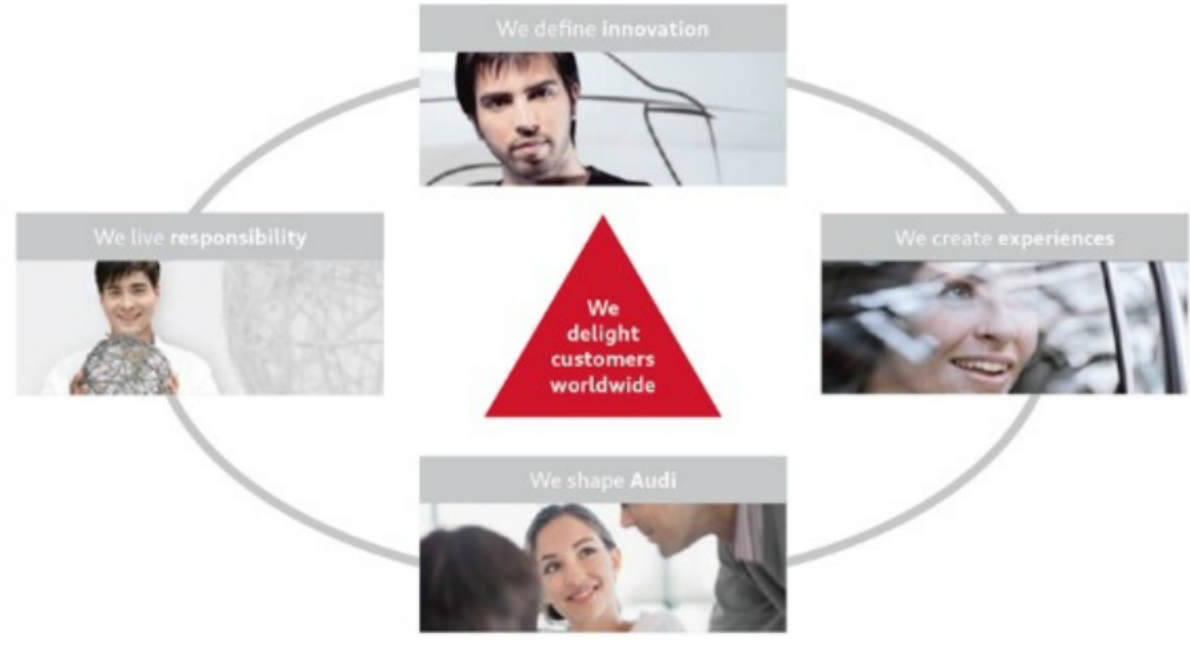 We define innovation
We live responsibility
We create experiences
We
delight
customers
worldwide
We shape Audi